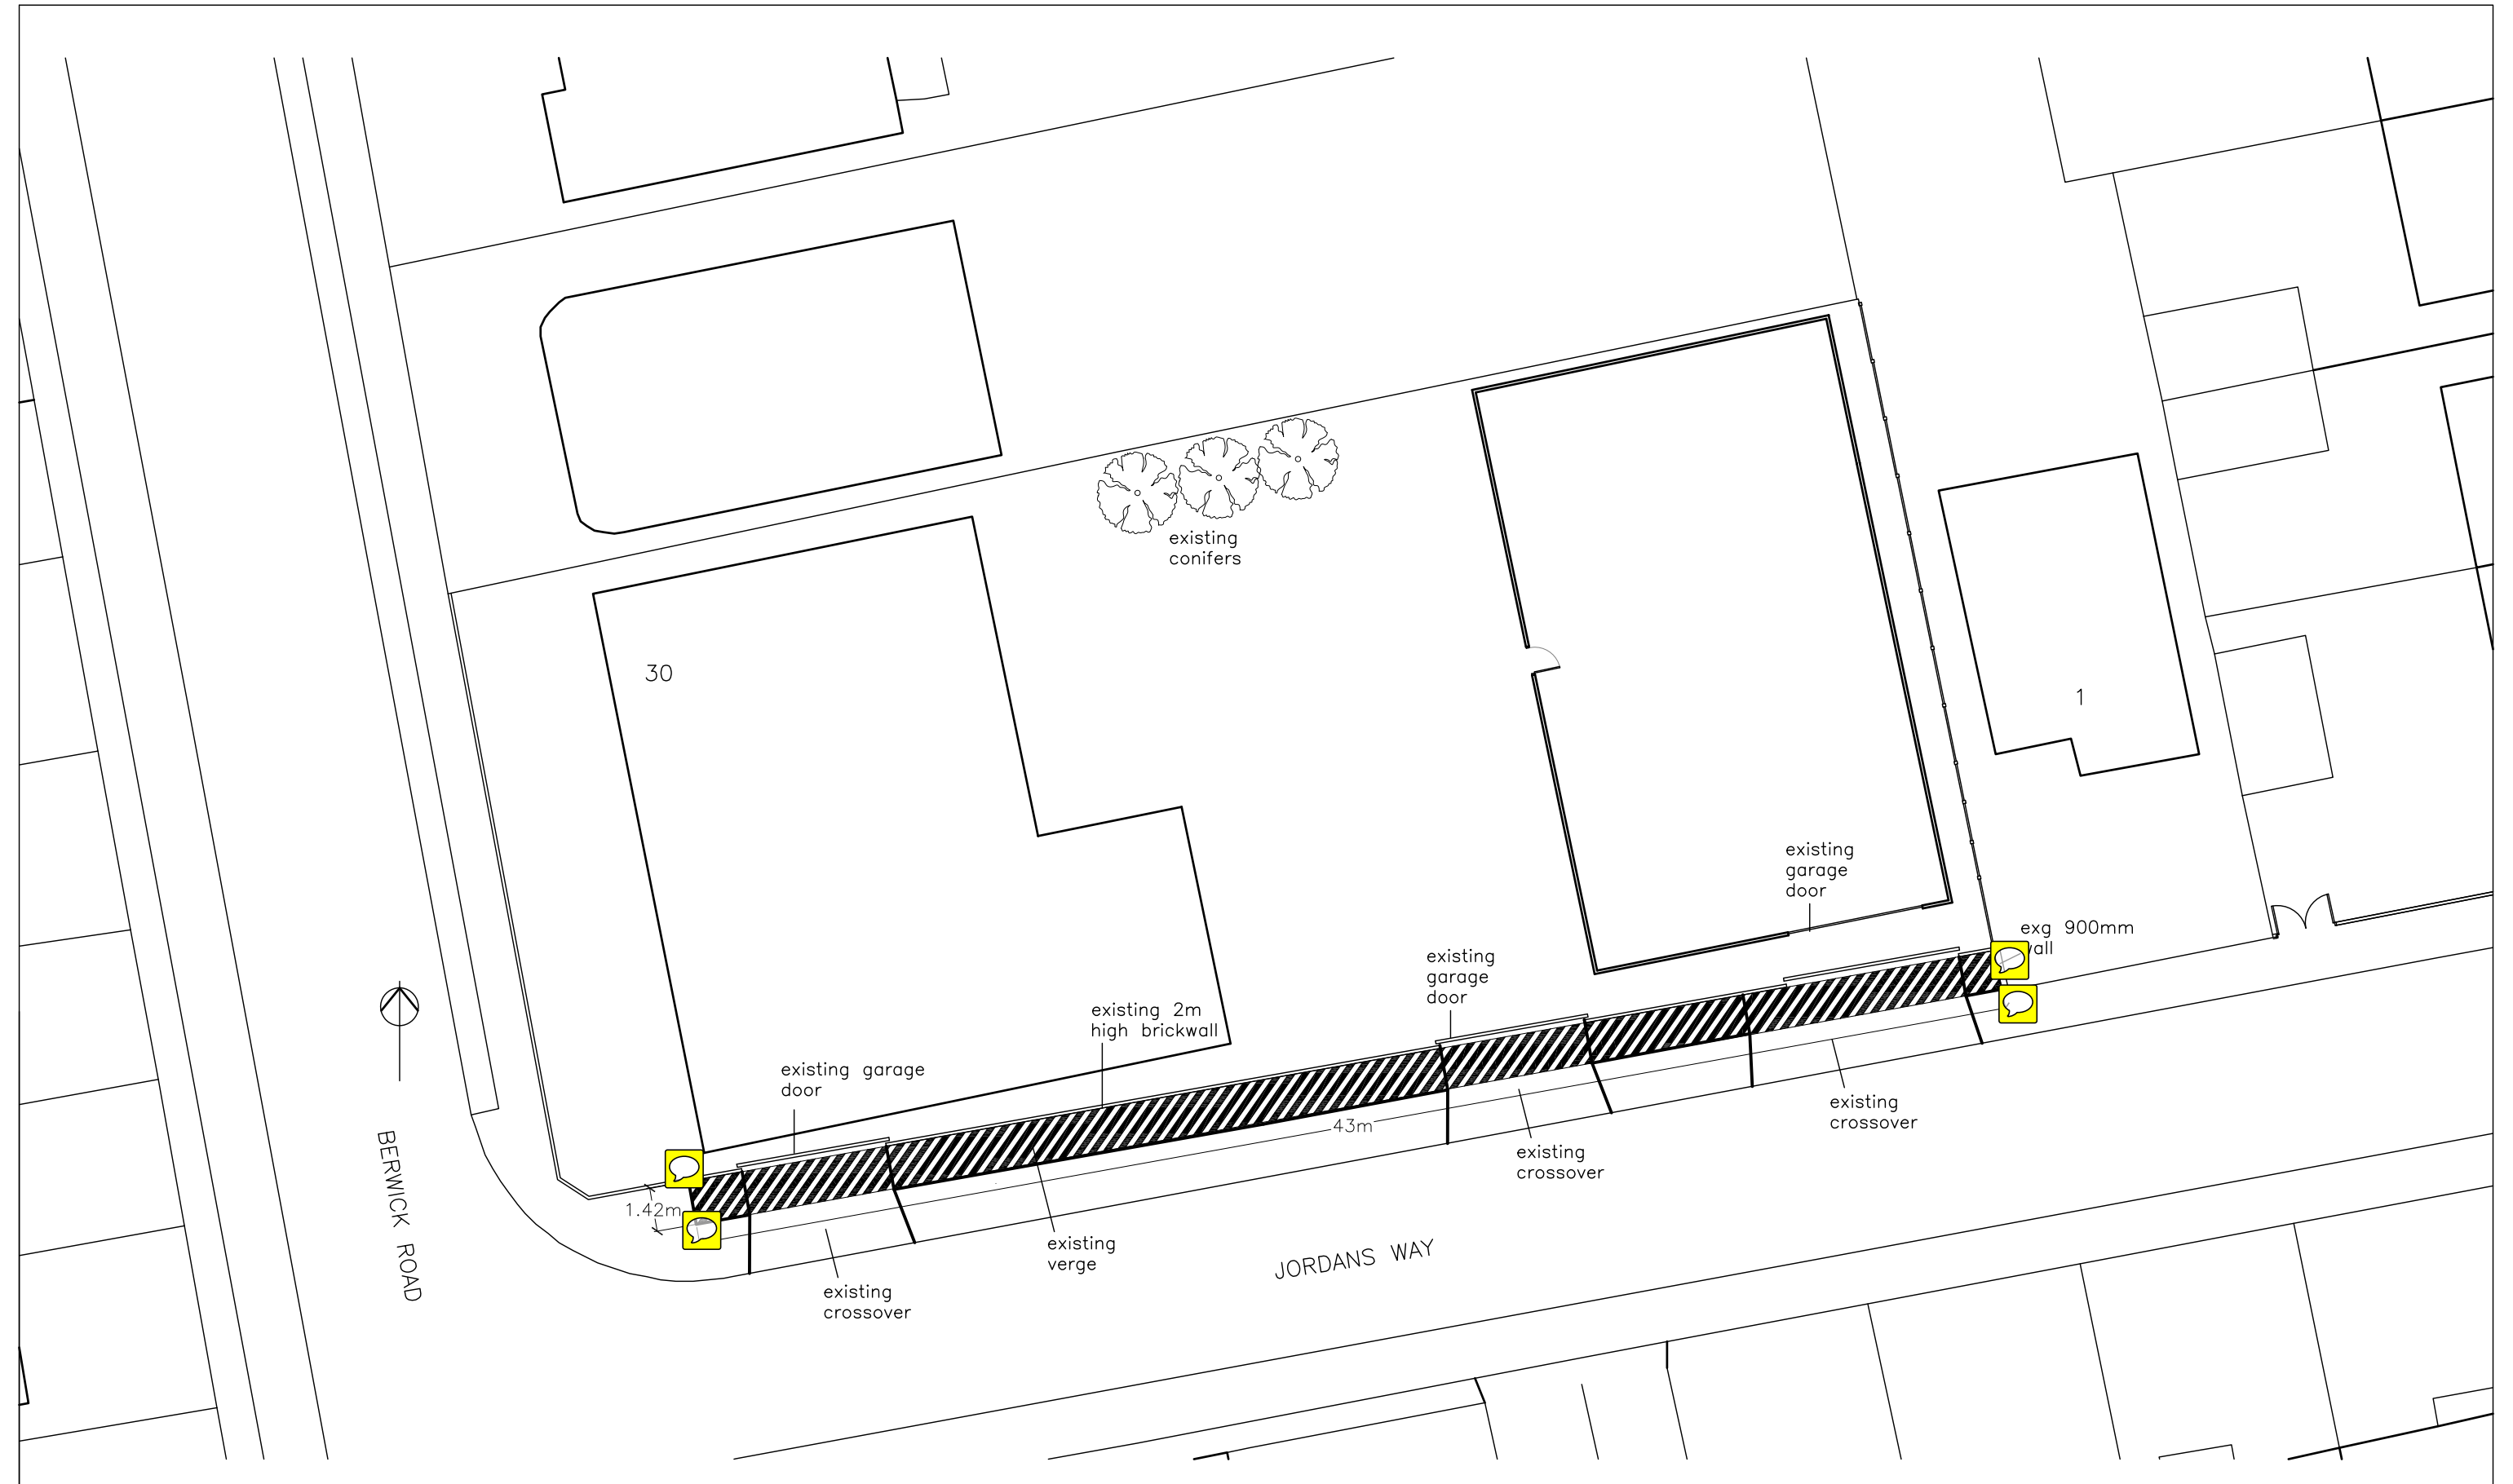 existing
conifers
30
1
existing
garage
door
exg 900mm
existing
garage
door
existing 2m
high brickwall
existing garage
door
existing
crossover
43m
existing
crossover
1.42m
existing
verge
existing
crossover
BERWICK ROAD
JORDANS WAY